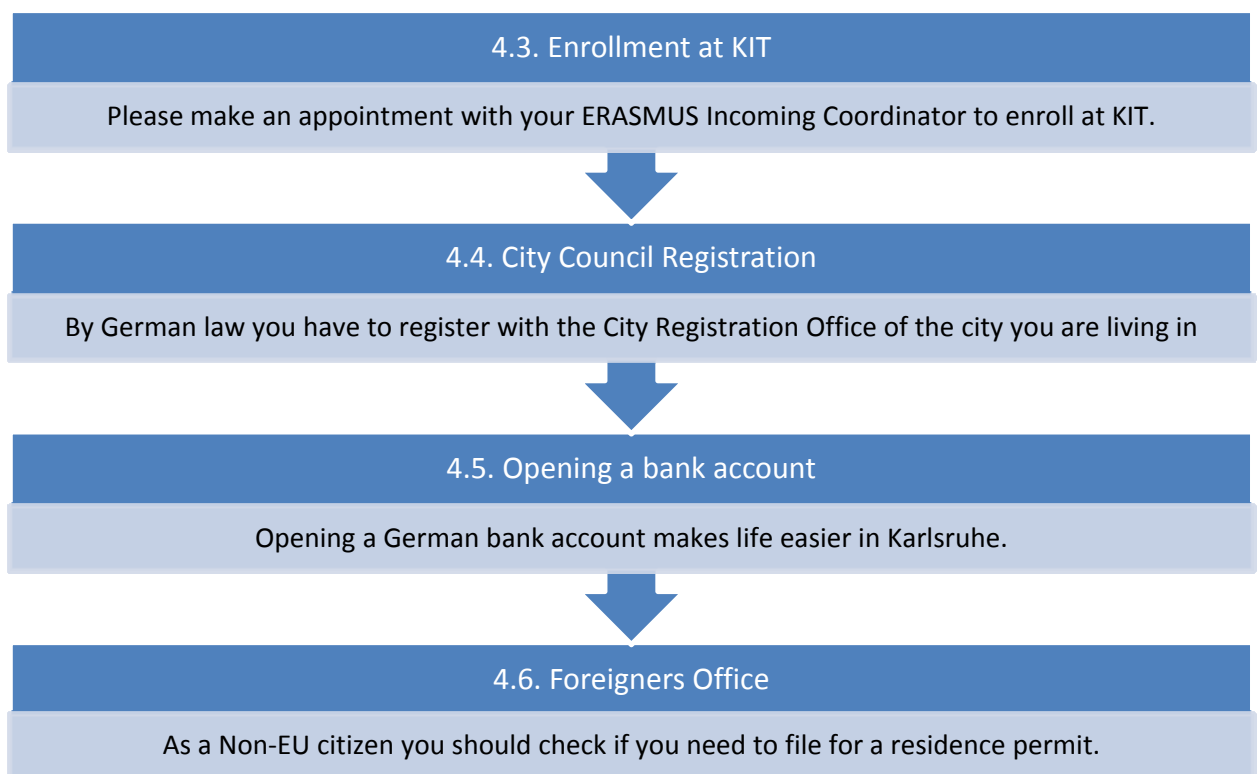 4.3. Enrollment at KIT
Please make an appointment with your ERASMUS Incoming Coordinator to enroll at KIT.
4.4. City Council Registration
By German law you have to register with the City Registration Office of the city you are living in
4.5. Opening a bank account
Opening a German bank account makes life easier in Karlsruhe.
4.6. Foreigners Office
As a Non-EU citizen you should check if you need to file for a residence permit.